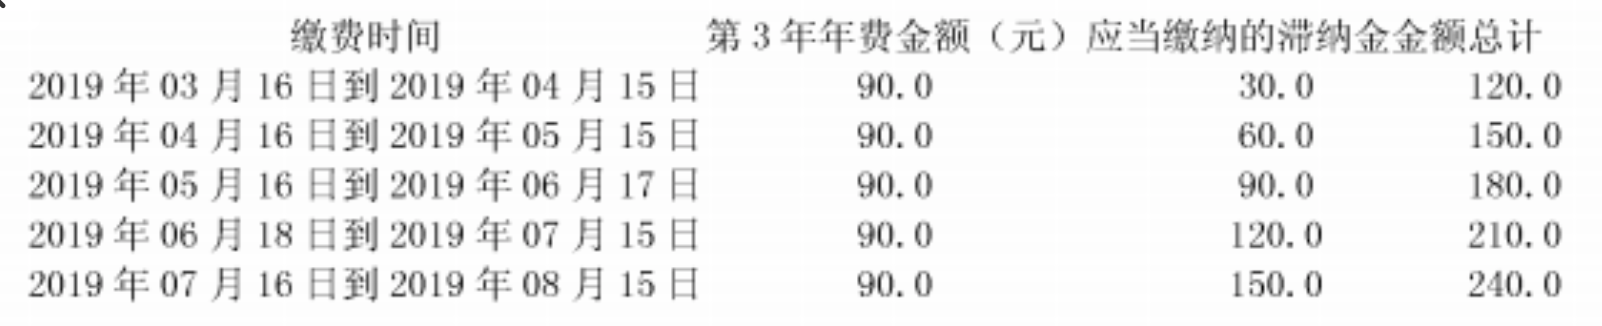 缴费时间 第 3 年年费金额（元）应当缴纳的滞纳金金额总计
2019 年 03 月 16 日到 2019 年 04 月 15 日 90.0 30.0 120.0
2019 年 04 月 16 日到 2019 年 05 月 15 日 90.0 60.0 150.0
2019 年 05 月 16 日到 2019 年 06 月 17 日 90.0 90.0 180.0
2019 年 06 月 18 日到 2019 年 07 月 15 日 90.0 120.0 210.0
2019 年 07 月 16 日到 2019 年 08 月 15 日 90.0 150.0 240.0